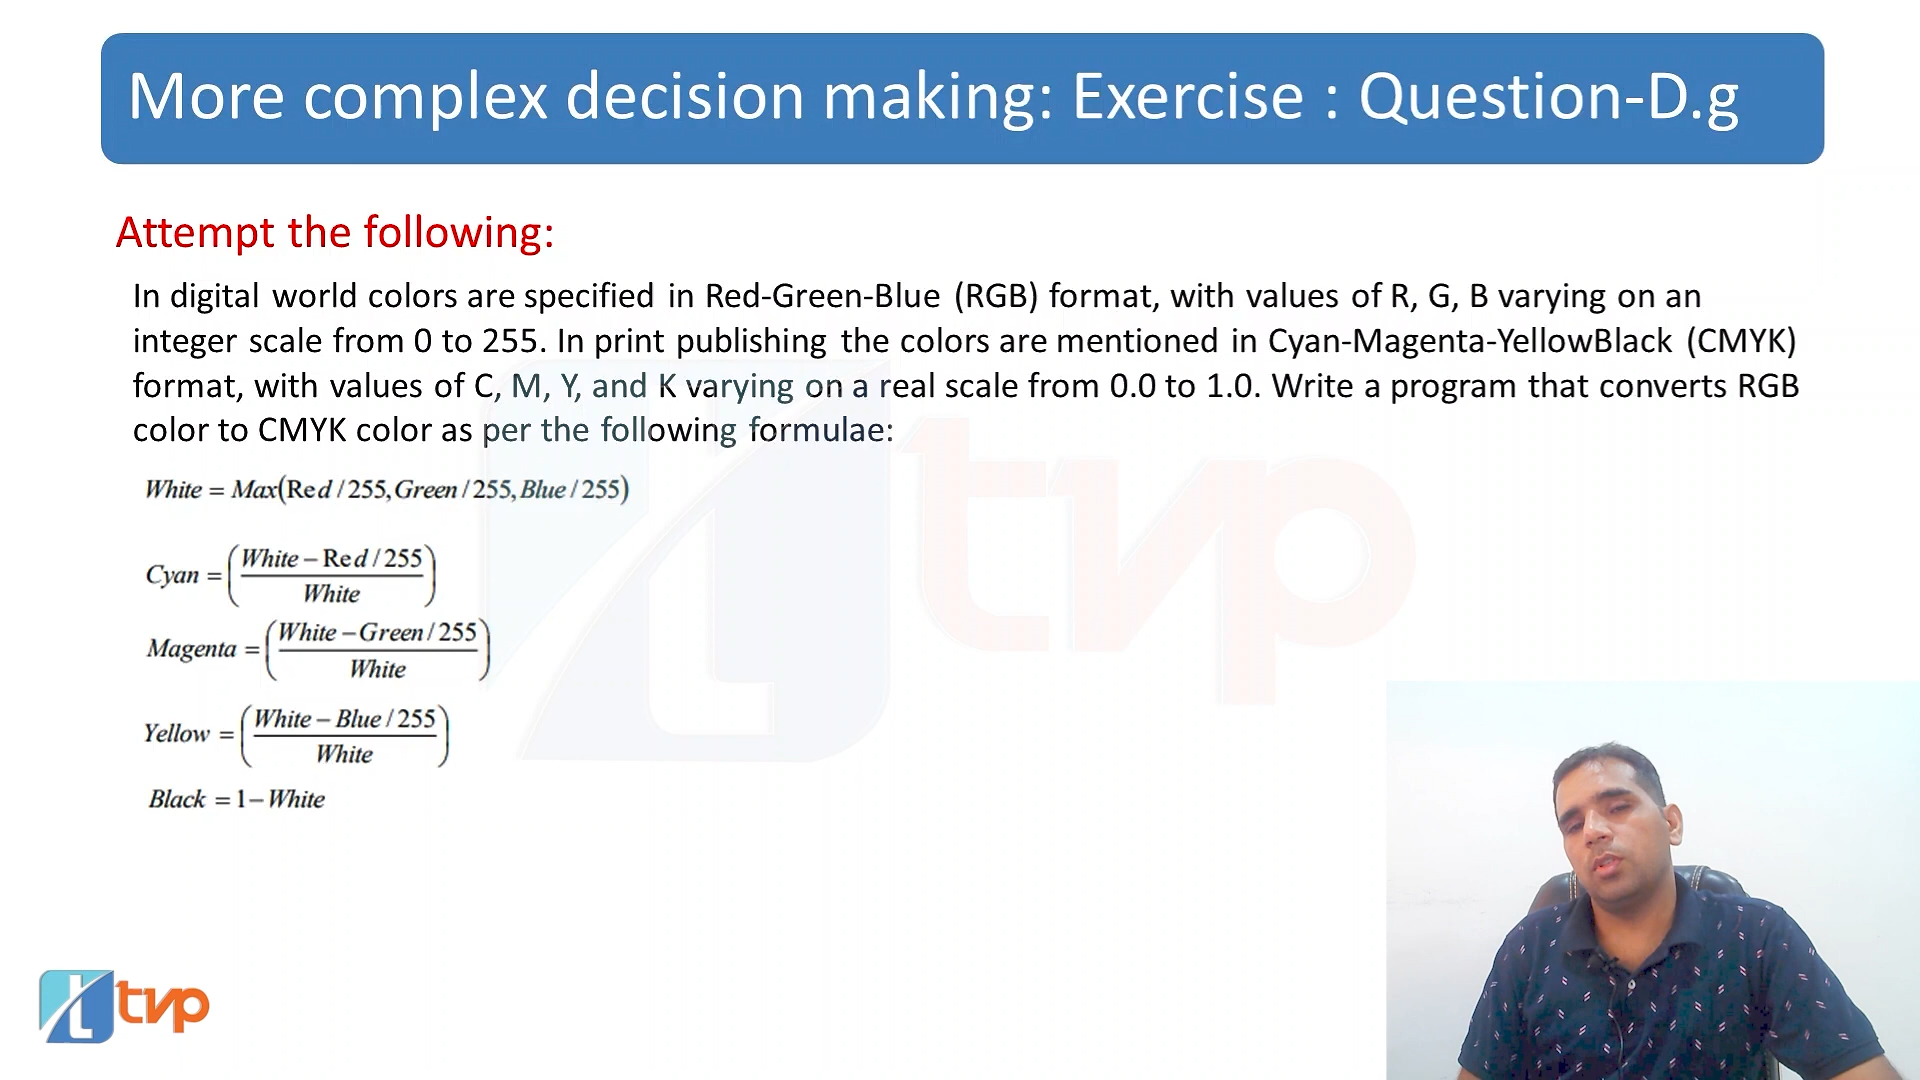 More complex decision making: Exercise : Question-D.g
Attempt the following:
In digital world colors are specified in Red-Green-Blue (RGB) format, with values of R, G, B varying on an
integer scale from 0 to 255. In print publishing the colors are mentioned in Cyan-Magenta-YellowBlack (CMYK)
format, with values of C, M, Y, and K varying on a real scale from 0.0 to 1.0. Write a program that converts RGB
color to CMYK color as per the following formulae:
White = Max(Red / 255, Green / 255, Blue / 255)
Cyan = ( White – Red / 255 / White )
Magenta = ( White – Green / 255 / White )
Yellow = ( White – Blue / 255 / White )
Black = 1 – White
tvp
tvp